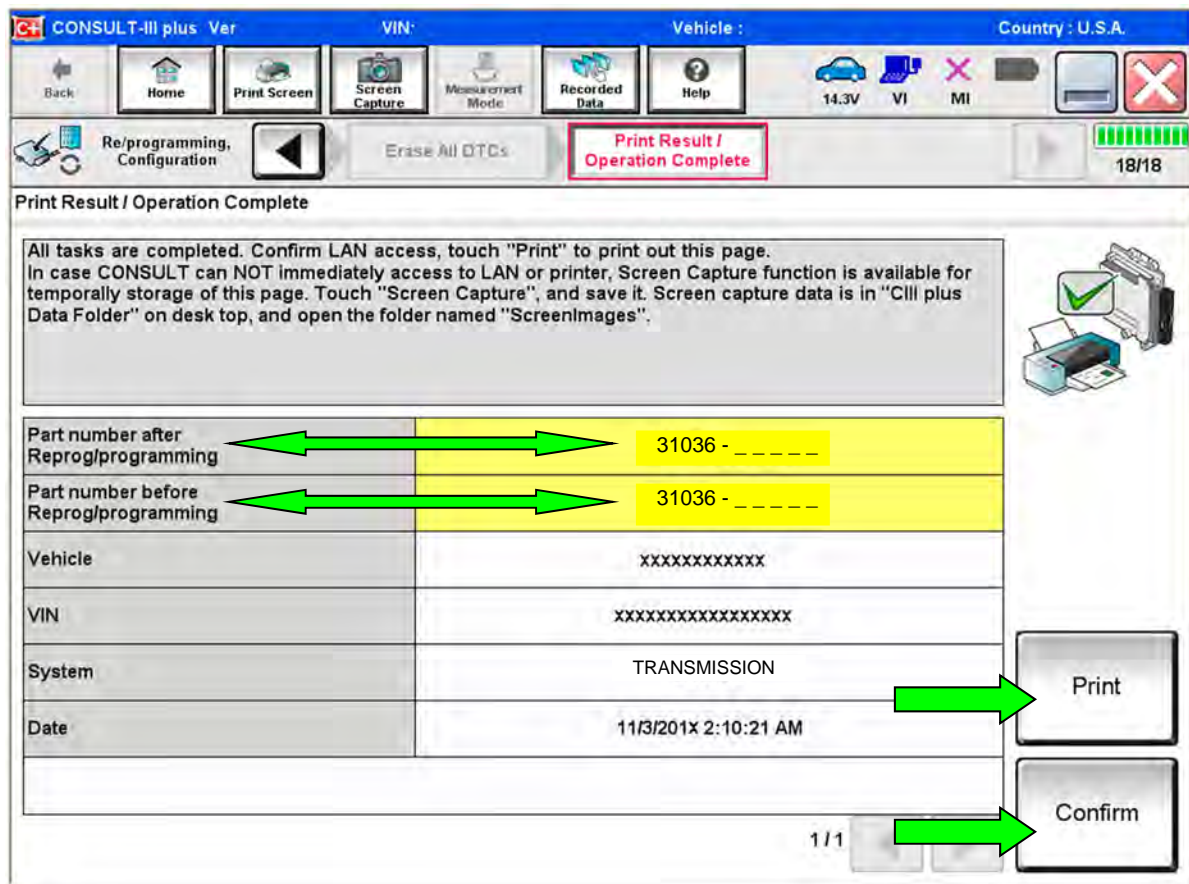 C+ CONSULT-III plus Ver VIN: Vehicle : Country : U.S.A.
Back
Home
Print Screen
Screen
Capture
Measurement
Mode
Recorded
Data
Help
14.3V
VI
MI
Re/programming,
Configuration
Erase All DTCs
Print Result /
Operation Complete
18/18
Print Result / Operation Complete
All tasks are completed. Confirm LAN access, touch "Print" to print out this page.
In case CONSULT can NOT immediately access to LAN or printer, Screen Capture function is available for
temporally storage of this page. Touch "Screen Capture", and save it. Screen capture data is in "CIII plus
Data Folder" on desk top, and open the folder named "ScreenImages".
Part number after
Reprog/programming
31036 - _ _ _ _ _
Part number before
Reprog/programming
31036 - _ _ _ _ _
Vehicle
xxxxxxxxxxxx
VIN
xxxxxxxxxxxxxxxxx
System
TRANSMISSION
Date
11/3/201X 2:10:21 AM
Print
Confirm
1/1